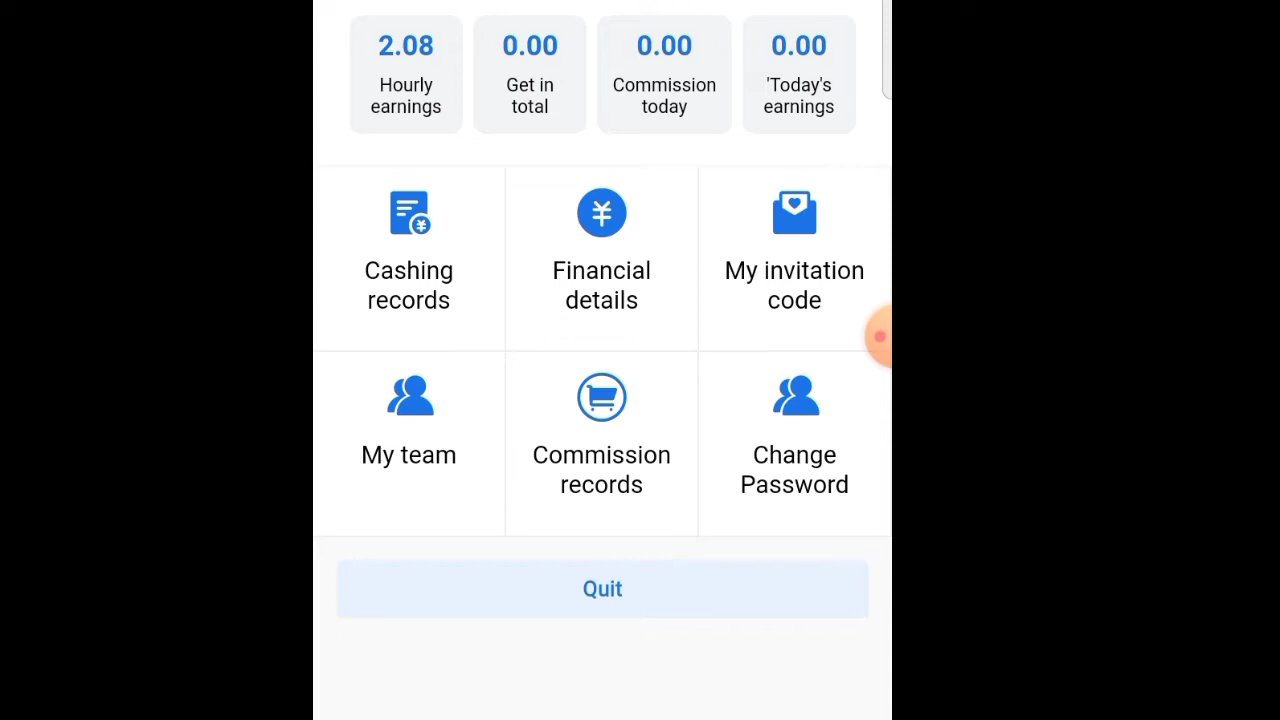 2.08
Hourly
earnings
0.00
Get in
total
0.00
Commission
today
0.00
'Today's
earnings
¥
Cashing
records
¥
Financial
details
My invitation
code
My team
Commission
records
Change
Password
Quit